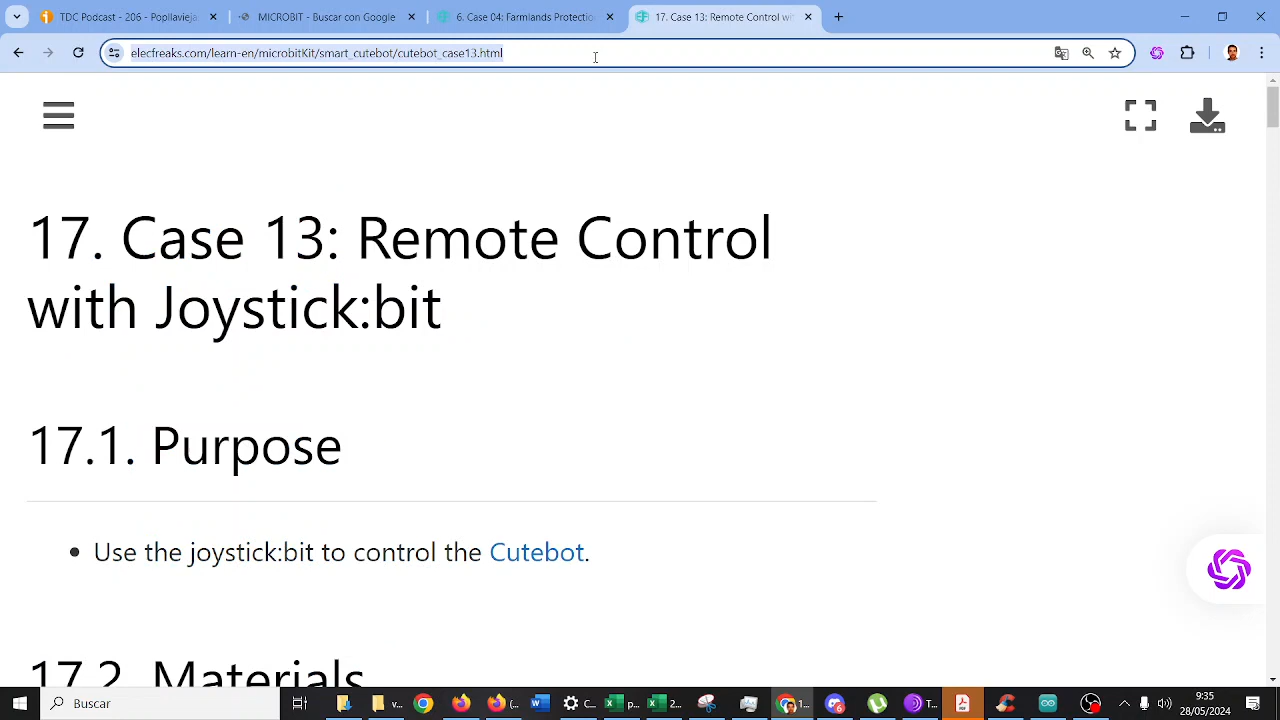 TDC Podcast - 206 - Poplavieja
MICROBIT - Buscar con Google
6. Case 04: Farmlands Protectio
17. Case 13: Remote Control wi
elecfreaks.com/learn-en/microbitKit/smart_cutebot/cutebot_case13.html
17. Case 13: Remote Control
with Joystick:bit
17.1. Purpose
Use the joystick:bit to control the Cutebot.
17.2. Materials
Buscar
9:35
28/05/2024